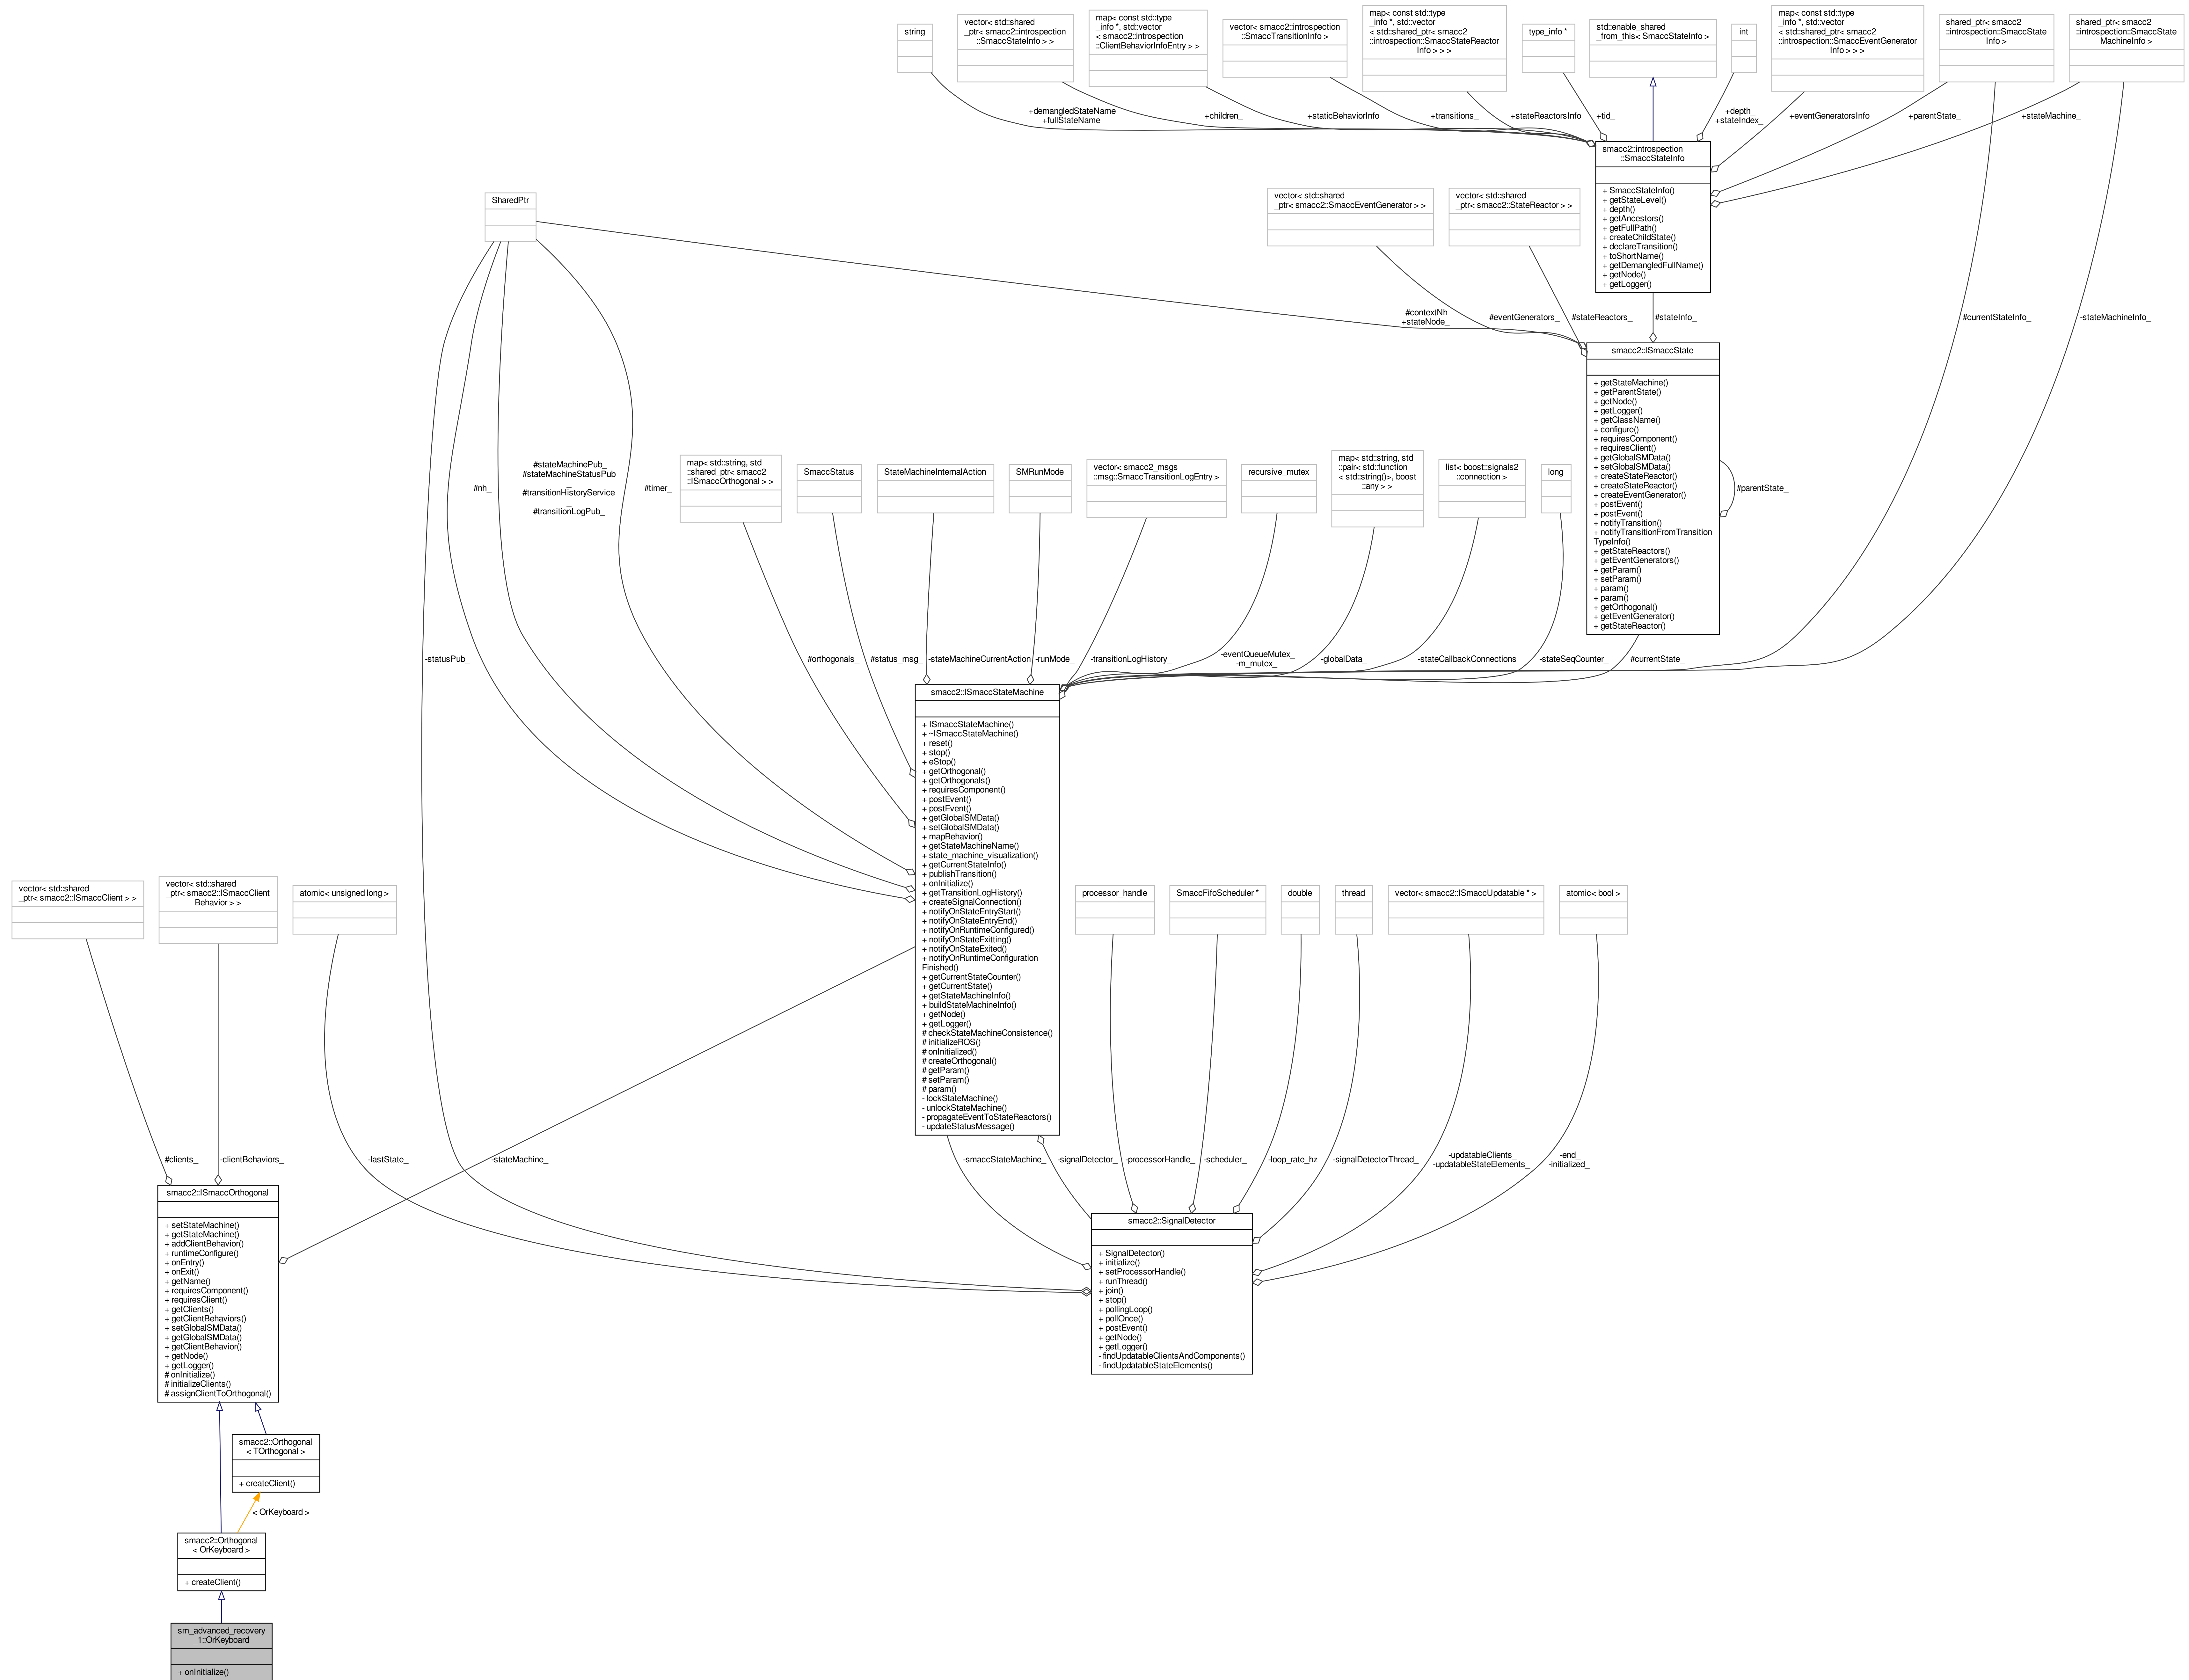 string
vector< std::shared
_ptr< smacc2::introspection
::SmaccStateInfo > >
map< const std::type
_info *, std::vector
< smacc2::introspection
::ClientBehaviorInfoEntry > >
vector< smacc2::introspection
::SmaccTransitionInfo >
map< const std::type
_info *, std::vector
< std::shared_ptr< smacc2
::introspection::SmaccStateReactor
Info > > >
type_info *
std::enable_shared
_from_this< SmaccStateInfo >
int
map< const std::type
_info *, std::vector
< std::shared_ptr< smacc2
::introspection::SmaccEventGenerator
Info > > >
shared_ptr< smacc2
::introspection::SmaccState
Info >
shared_ptr< smacc2
::introspection::SmaccState
MachineInfo >
+demangledStateName
+fullStateName
+children_
+staticBehaviorInfo
+transitions_
+stateReactorsInfo
+tid_
+depth_
+stateIndex_
+eventGeneratorsInfo
+parentState_
+stateMachine_
smacc2::introspection
::SmaccStateInfo
+ SmaccStateInfo()
+ getStateLevel()
+ depth()
+ getAncestors()
+ getFullPath()
+ createChildState()
+ declareTransition()
+ toShortName()
+ getDemangledFullName()
+ getNode()
+ getLogger()
SharedPtr
vector< std::shared
_ptr< smacc2::SmaccEventGenerator > >
vector< std::shared
_ptr< smacc2::StateReactor > >
#contextNh
+stateNode_
#eventGenerators_
#stateReactors_
#stateInfo_
#currentStateInfo_
-stateMachineInfo_
smacc2::ISmaccState
+ getStateMachine()
+ getParentState()
+ getNode()
+ getLogger()
+ getClassName()
+ configure()
+ requiresComponent()
+ requiresClient()
+ getGlobalSMData()
+ setGlobalSMData()
+ createStateReactor()
+ createEventGenerator()
+ postEvent()
+ postEvent()
+ notifyTransition()
+ notifyTransitionFromTransition
TypeInfo()
+ getStateReactors()
+ getEventGenerators()
+ getParam()
+ setParam()
+ param()
+ param()
+ getOrthogonal()
+ getEventGenerator()
+ getStateReactor()
#parentState_
#nh_
#stateMachinePub_
#stateMachineStatusPub
_
#transitionHistoryService
_
#transitionLogPub_
#timer_
map< std::string, std
::shared_ptr< smacc2
::ISmaccOrthogonal > >
SmaccStatus
StateMachineInternalAction
SMRunMode
vector< smacc2_msgs
::msg::SmaccTransitionLogEntry >
recursive_mutex
map< std::string, std
::pair< std::function
< std::string()>, boost
::any > >
list< boost::signals2
::connection >
long
-statusPub_
#orthogonals_
#status_msg_
-stateMachineCurrentAction
-runMode_
-transitionLogHistory_
-eventQueueMutex_
-m_mutex_
-globalData_
-stateCallbackConnections
-stateSeqCounter_
#currentState_
smacc2::ISmaccStateMachine
+ ISmaccStateMachine()
+ ~ISmaccStateMachine()
+ reset()
+ stop()
+ eStop()
+ getOrthogonal()
+ getOrthogonals()
+ requiresComponent()
+ postEvent()
+ postEvent()
+ getGlobalSMData()
+ setGlobalSMData()
+ mapBehavior()
+ getStateMachineName()
+ state_machine_visualization()
+ getCurrentStateInfo()
+ publishTransition()
+ onInitialize()
+ getTransitionLogHistory()
+ createSignalConnection()
+ notifyOnStateEntryStart()
+ notifyOnStateEntryEnd()
+ notifyOnRuntimeConfigured()
+ notifyOnStateExitting()
+ notifyOnStateExited()
+ notifyOnRuntimeConfiguration
Finished()
+ getCurrentStateCounter()
+ getCurrentState()
+ getStateMachineInfo()
+ buildStateMachineInfo()
+ getNode()
+ getLogger()
# checkStateMachineConsistence()
# initializeROS()
# onInitialized()
# createOrthogonal()
# getParam()
# setParam()
# param()
- lockStateMachine()
- unlockStateMachine()
- propagateEventToStateReactors()
- updateStatusMessage()
vector< std::shared
_ptr< smacc2::ISmaccClient > >
vector< std::shared
_ptr< smacc2::ISmaccClient
Behavior > >
atomic< unsigned long >
processor_handle
SmaccFifoScheduler *
double
thread
vector< smacc2::ISmaccUpdatable * >
atomic< bool >
#clients_
-clientBehaviors_
-lastState_
-stateMachine_
-smaccStateMachine_
-signalDetector_
-processorHandle_
-scheduler_
-loop_rate_hz
-signalDetectorThread_
-updatableClients_
-updatableStateElements_
-end_
-initialized_
smacc2::ISmaccOrthogonal
+ setStateMachine()
+ getStateMachine()
+ addClientBehavior()
+ runtimeConfigure()
+ onEntry()
+ onExit()
+ getName()
+ requiresComponent()
+ requiresClient()
+ getClients()
+ getClientBehaviors()
+ setGlobalSMData()
+ getGlobalSMData()
+ getClientBehavior()
+ getNode()
+ getLogger()
# onInitialize()
# initializeClients()
# assignClientToOrthogonal()
smacc2::SignalDetector
+ SignalDetector()
+ initialize()
+ setProcessorHandle()
+ runThread()
+ join()
+ stop()
+ pollingLoop()
+ pollOnce()
+ postEvent()
+ getNode()
+ getLogger()
- findUpdatableClientsAndComponents()
- findUpdatableStateElements()
smacc2::Orthogonal
< TOrthogonal >
+ createClient()
< OrKeyboard >
smacc2::Orthogonal
< OrKeyboard >
+ createClient()
sm_advanced_recovery
_1::OrKeyboard
+ onInitialize()